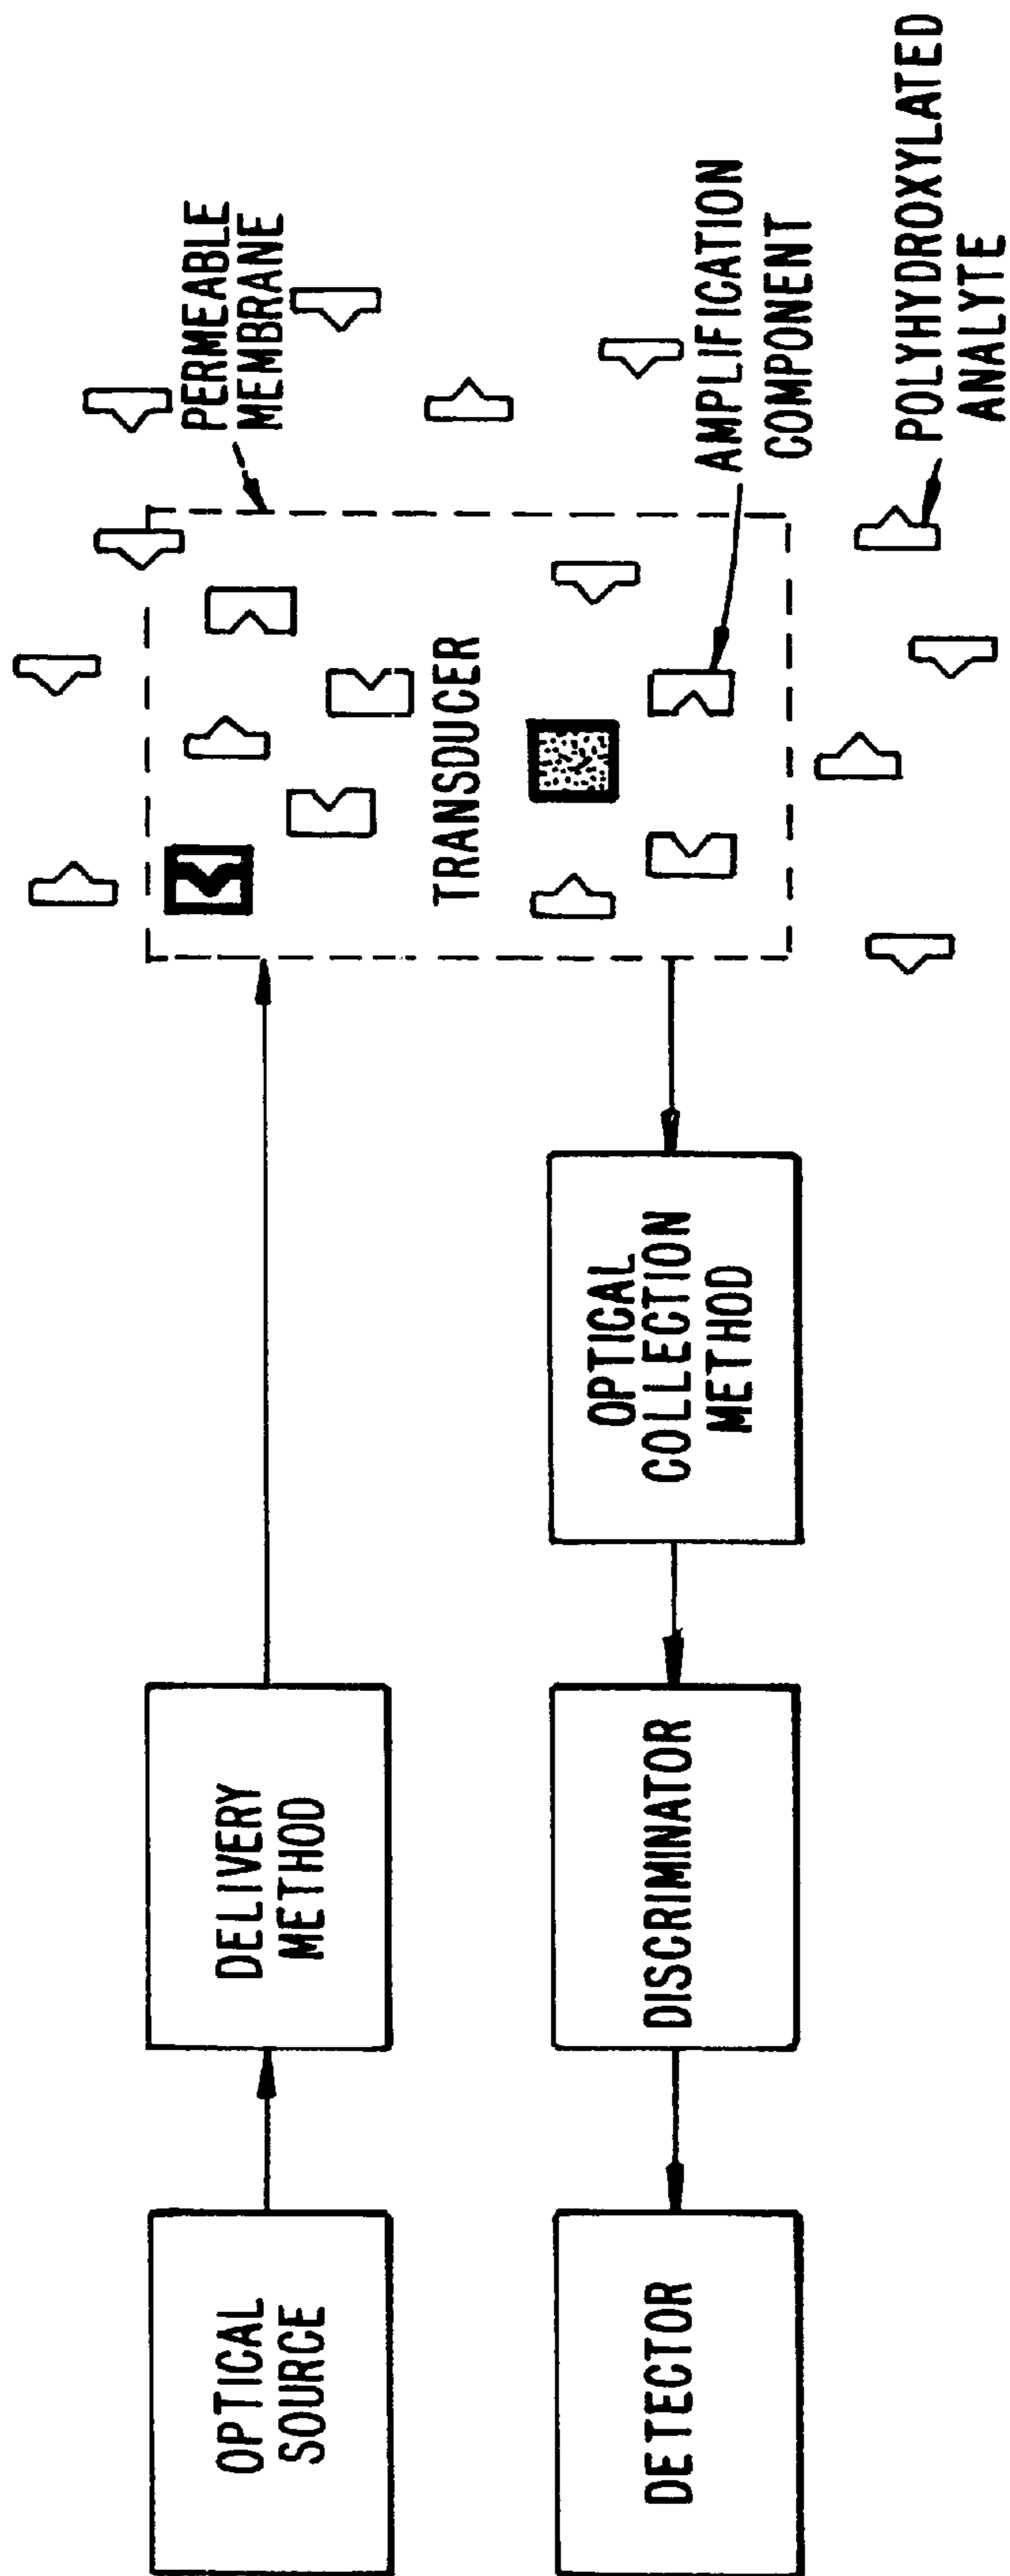 OPTICAL
SOURCE
DELIVERY
METHOD
PERMEABLE
MEMBRANE
TRANSDUCER
AMPLIFICATION
COMPONENT
POLYHYDROXYLATED
ANALYTE
DETECTOR
DISCRIMINATOR
OPTICAL
COLLECTION
METHOD